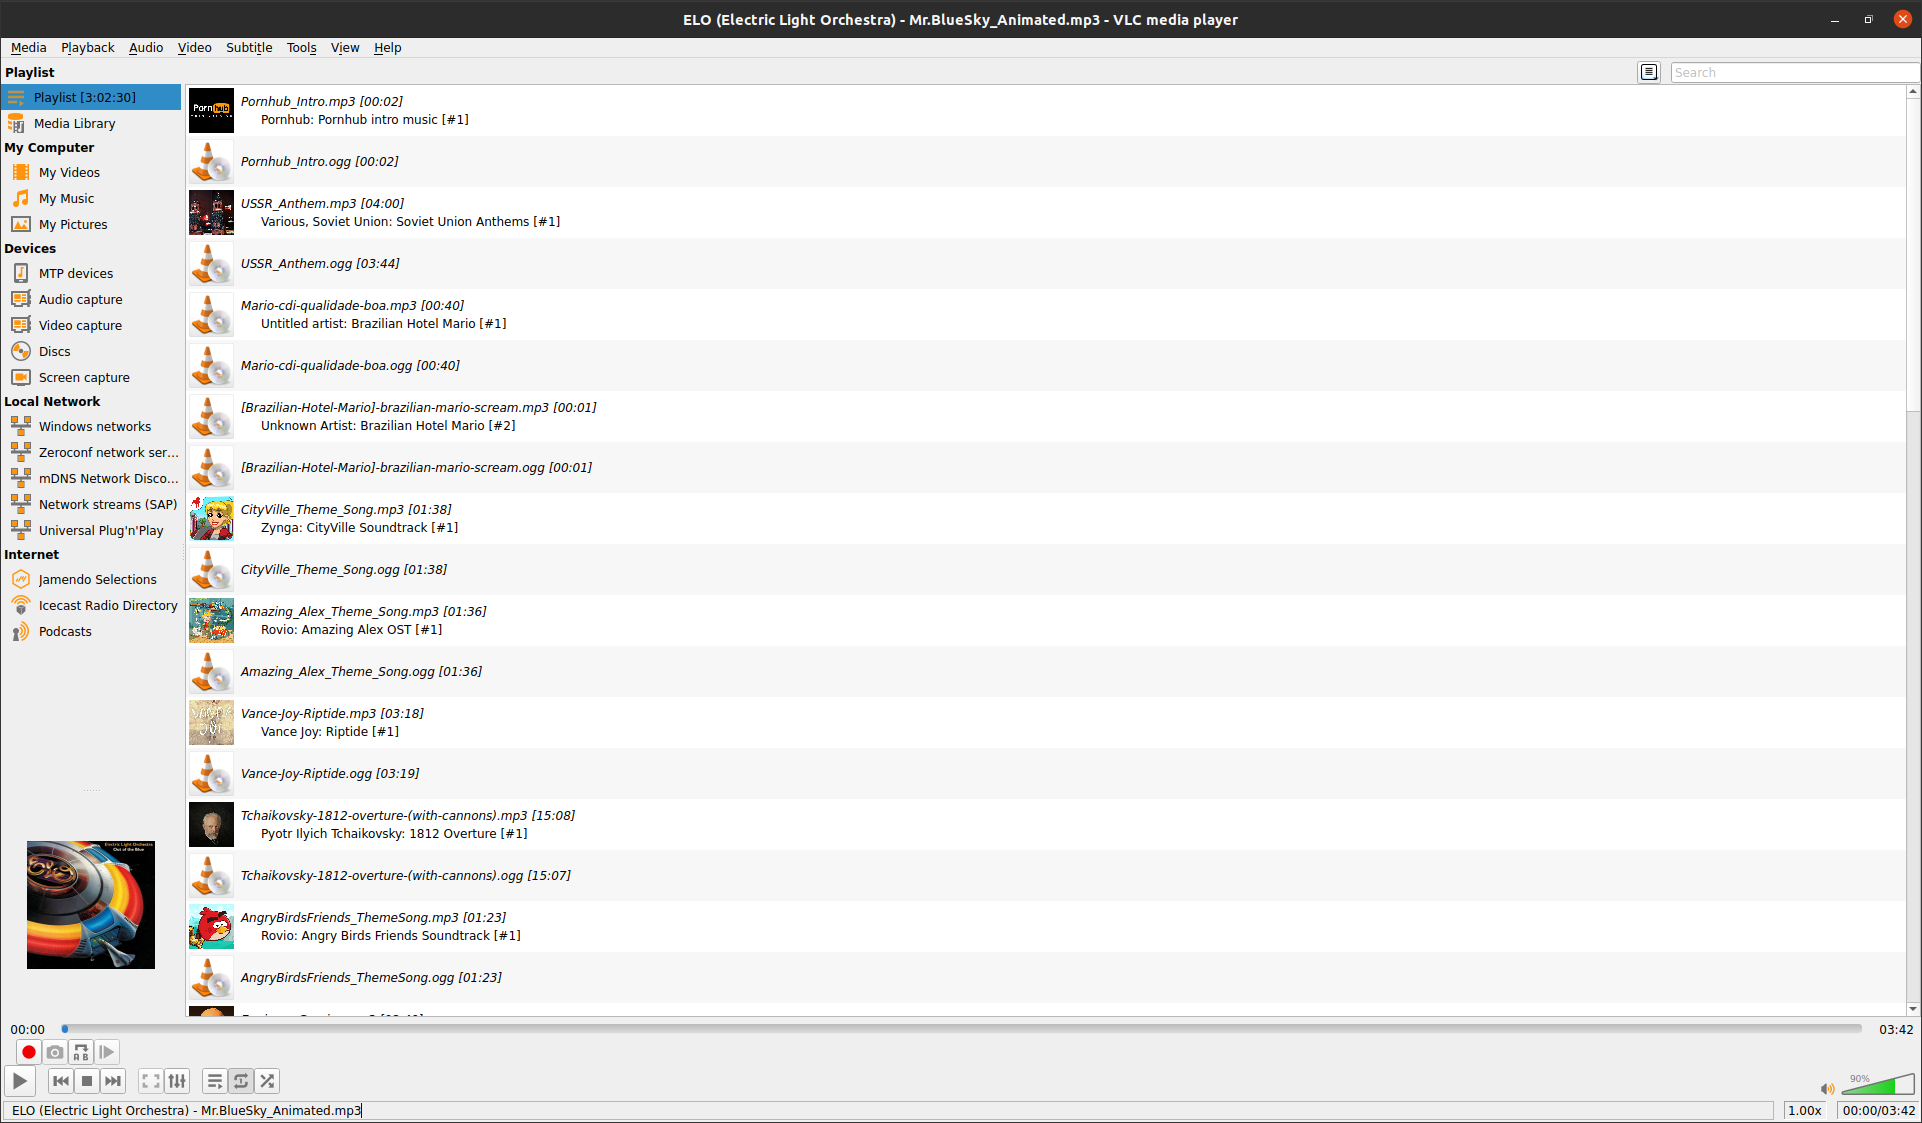 ELO (Electric Light Orchestra) - Mr.BlueSky_Animated.mp3 - VLC media player
Media Playback Audio Video Subtitle Tools View Help
Playlist
Search
Playlist [3:02:30]
Media Library
My Computer
My Videos
My Music
My Pictures
Devices
MTP devices
Audio capture
Video capture
Discs
Screen capture
Local Network
Windows networks
Zeroconf network ser...
mDNS Network Disco...
Network streams (SAP)
Universal Plug'n'Play
Internet
Jamendo Selections
Icecast Radio Directory
Podcasts
Electric Light Orchestra
Out of the Blue
Porn hub
Pornhub_Intro.mp3 [00:02]
Pornhub: Pornhub intro music [#1]
Pornhub_Intro.ogg [00:02]
USSR_Anthem.mp3 [04:00]
Various, Soviet Union: Soviet Union Anthems [#1]
USSR_Anthem.ogg [03:44]
Mario-cdi-qualidade-boa.mp3 [00:40]
Untitled artist: Brazilian Hotel Mario [#1]
Mario-cdi-qualidade-boa.ogg [00:40]
[Brazilian-Hotel-Mario]-brazilian-mario-scream.mp3 [00:01]
Unknown Artist: Brazilian Hotel Mario [#2]
[Brazilian-Hotel-Mario]-brazilian-mario-scream.ogg [00:01]
CityVille_Theme_Song.mp3 [01:38]
Zynga: CityVille Soundtrack [#1]
CityVille_Theme_Song.ogg [01:38]
Amazing_Alex_Theme_Song.mp3 [01:36]
Rovio: Amazing Alex OST [#1]
Amazing_Alex_Theme_Song.ogg [01:36]
Vance-Joy-Riptide.mp3 [03:18]
Vance Joy: Riptide [#1]
Vance-Joy-Riptide.ogg [03:19]
Tchaikovsky-1812-overture-(with-cannons).mp3 [15:08]
Pyotr Ilyich Tchaikovsky: 1812 Overture [#1]
Tchaikovsky-1812-overture-(with-cannons).ogg [15:07]
AngryBirdsFriends_ThemeSong.mp3 [01:23]
Rovio: Angry Birds Friends Soundtrack [#1]
AngryBirdsFriends_ThemeSong.ogg [01:23]
00:00
03:42
A B
90%
ELO (Electric Light Orchestra) - Mr.BlueSky_Animated.mp3
1.00x
00:00/03:42